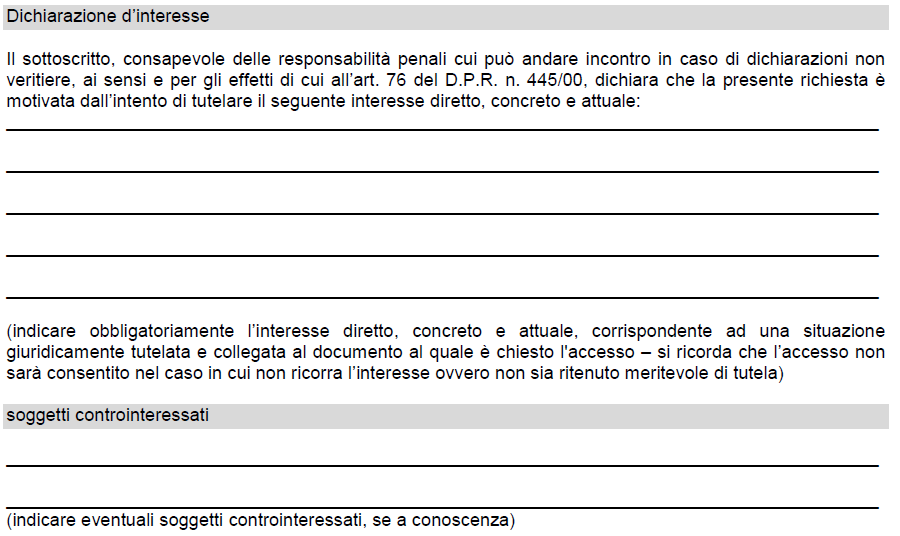 Dichiarazione d’interesse
Il sottoscritto, consapevole delle responsabilità penali cui può andare incontro in caso di dichiarazioni non
veritiere, ai sensi e per gli effetti di cui all’art. 76 del D.P.R. n. 445/00, dichiara che la presente richiesta è
motivata dall’intento di tutelare il seguente interesse diretto, concreto e attuale:
(indicare obbligatoriamente l’interesse diretto, concreto e attuale, corrispondente ad una situazione
giuridicamente tutelata e collegata al documento al quale è chiesto l'accesso – si ricorda che l’accesso non
sarà consentito nel caso in cui non ricorra l’interesse ovvero non sia ritenuto meritevole di tutela)
soggetti controinteressati
(indicare eventuali soggetti controinteressati, se a conoscenza)